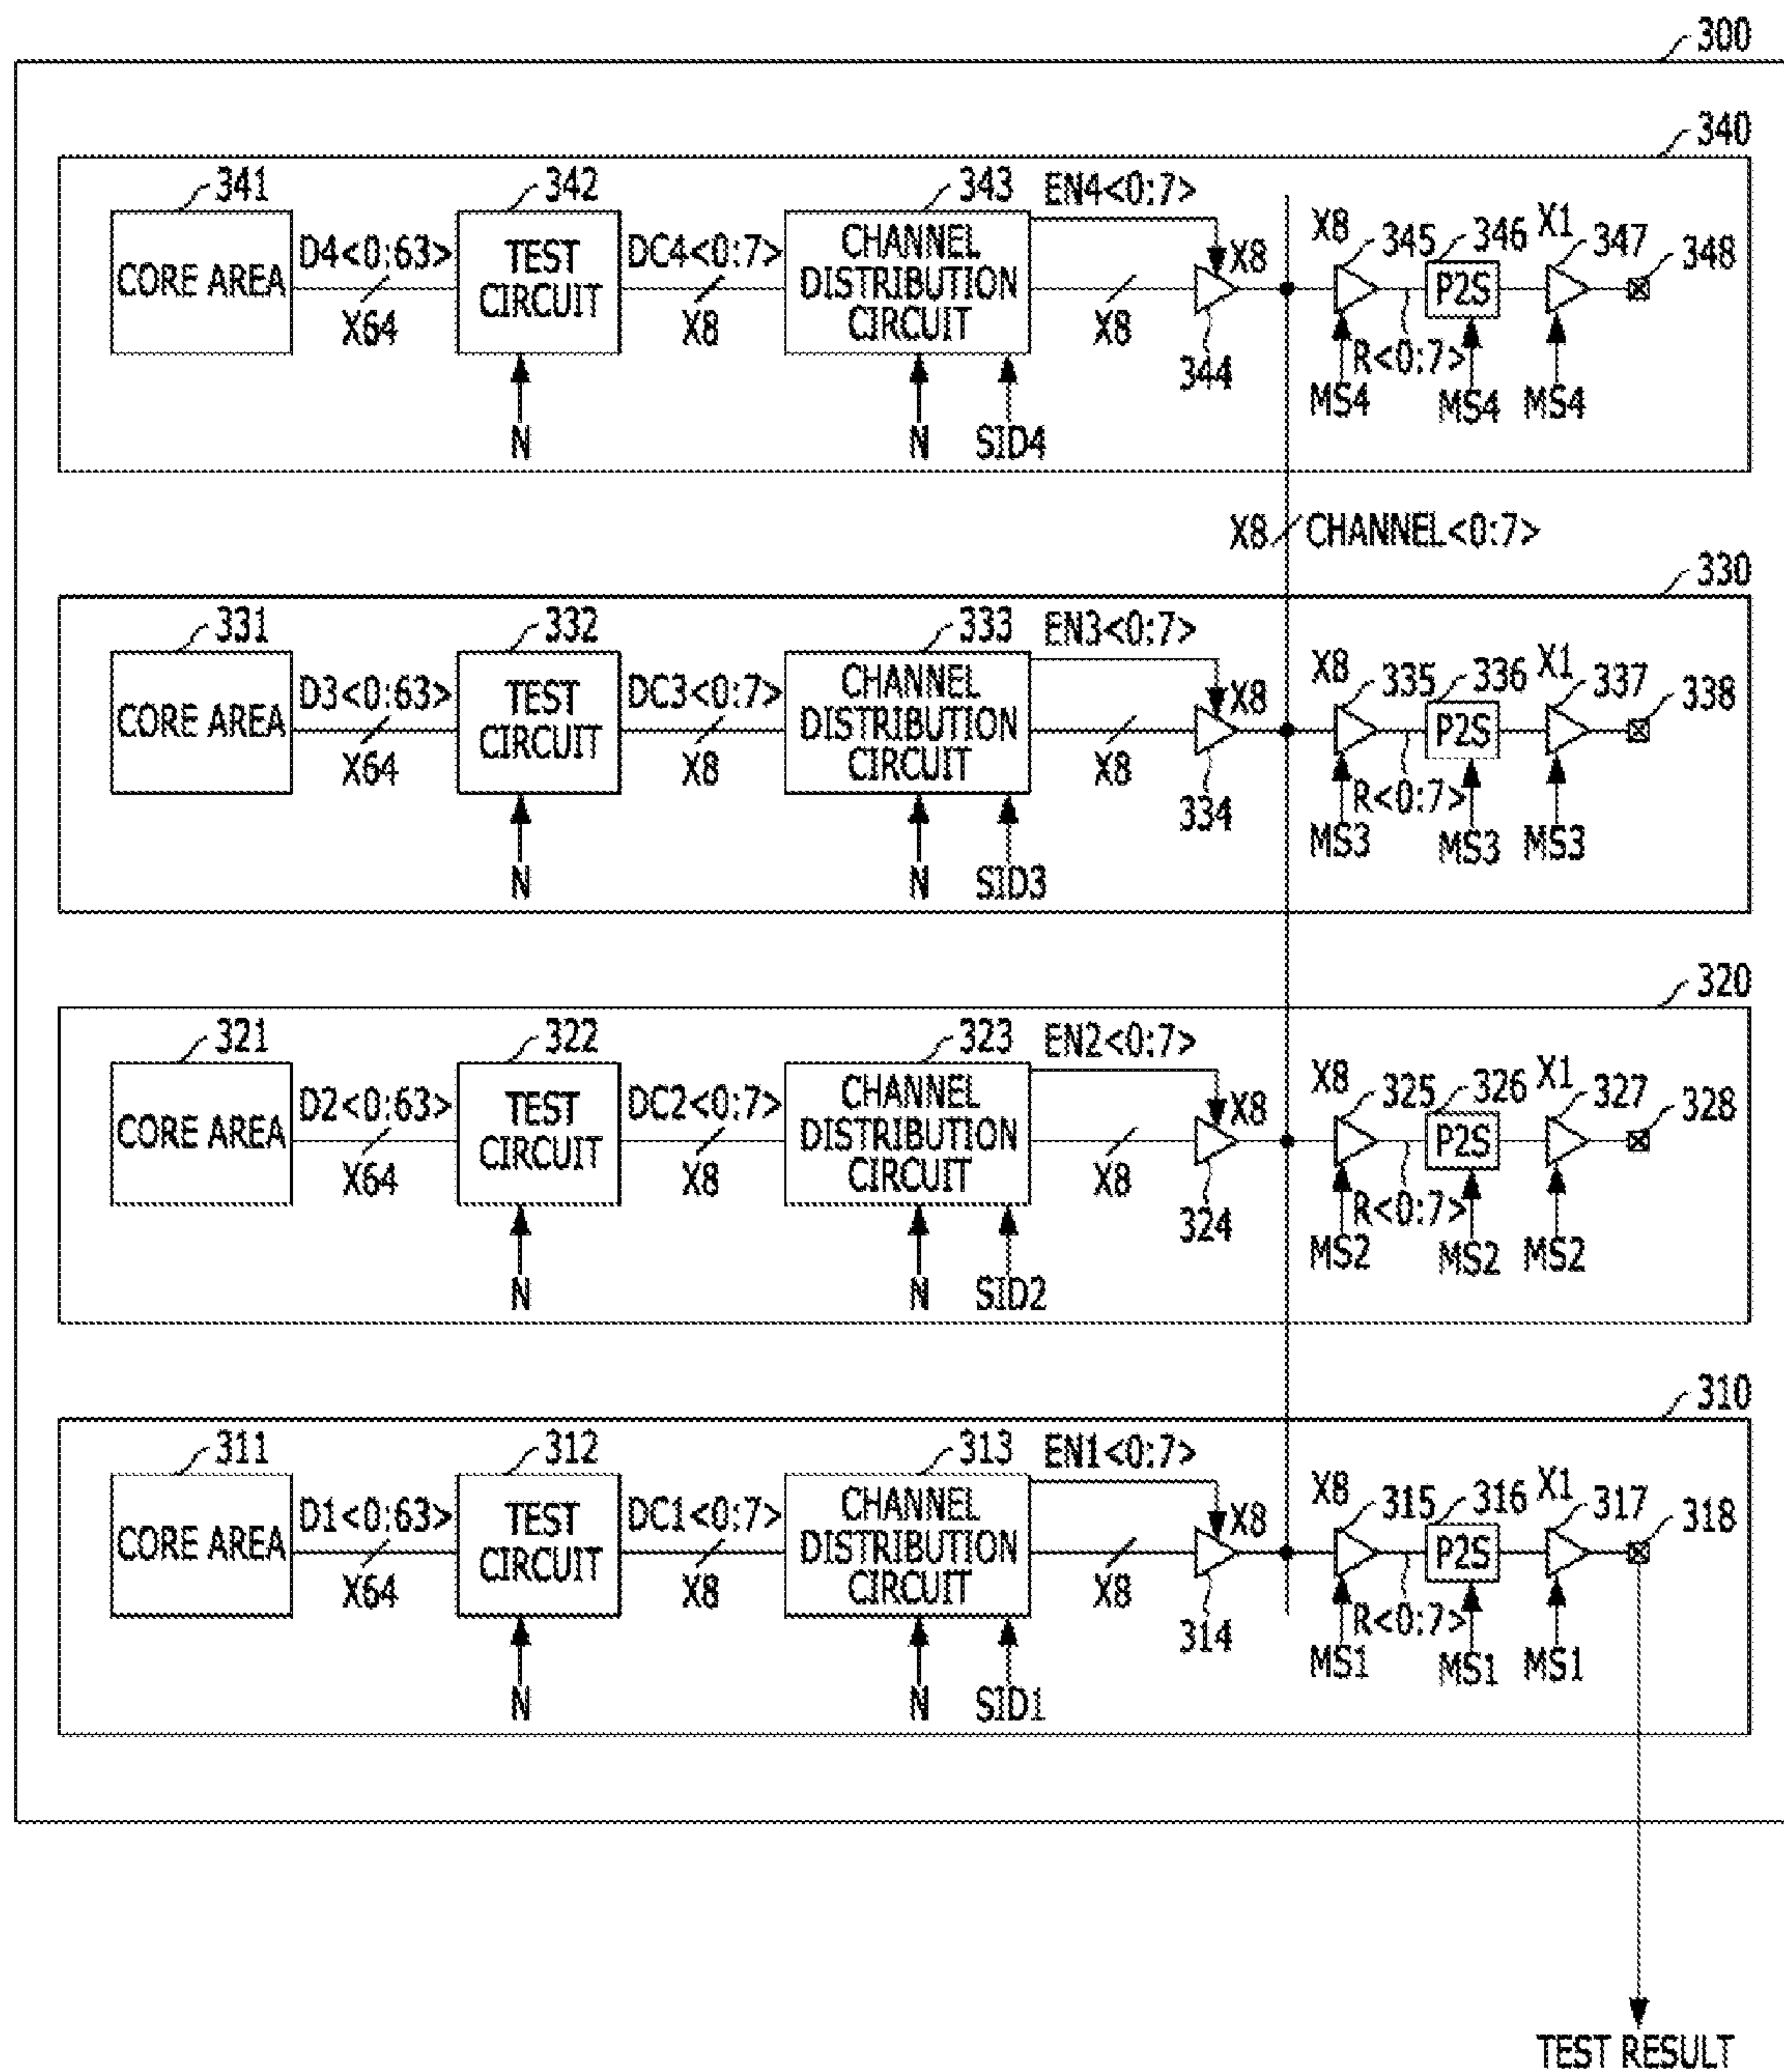 300
340
341
342
343
EN4<0:7>
CORE AREA
D4<0:63>
X64
TEST
CIRCUIT
DC4<0:7>
X8
CHANNEL
DISTRIBUTION
CIRCUIT
X8
X8
344
X8
345
346
X1
347
348
P2S
R<0:7>
MS4
MS4
MS4
N
N
SID4
X8
CHANNEL<0:7>
330
331
332
333
EN3<0:7>
CORE AREA
D3<0:63>
X64
TEST
CIRCUIT
DC3<0:7>
X8
CHANNEL
DISTRIBUTION
CIRCUIT
X8
X8
334
X8
335
336
X1
337
338
P2S
R<0:7>
MS3
MS3
MS3
N
N
SID3
320
321
322
323
EN2<0:7>
CORE AREA
D2<0:63>
X64
TEST
CIRCUIT
DC2<0:7>
X8
CHANNEL
DISTRIBUTION
CIRCUIT
X8
X8
324
X8
325
326
X1
327
328
P2S
R<0:7>
MS2
MS2
MS2
N
N
SID2
310
311
312
313
EN1<0:7>
CORE AREA
D1<0:63>
X64
TEST
CIRCUIT
DC1<0:7>
X8
CHANNEL
DISTRIBUTION
CIRCUIT
X8
X8
314
X8
315
316
X1
317
318
P2S
R<0:7>
MS1
MS1
MS1
N
N
SID1
TEST RESULT